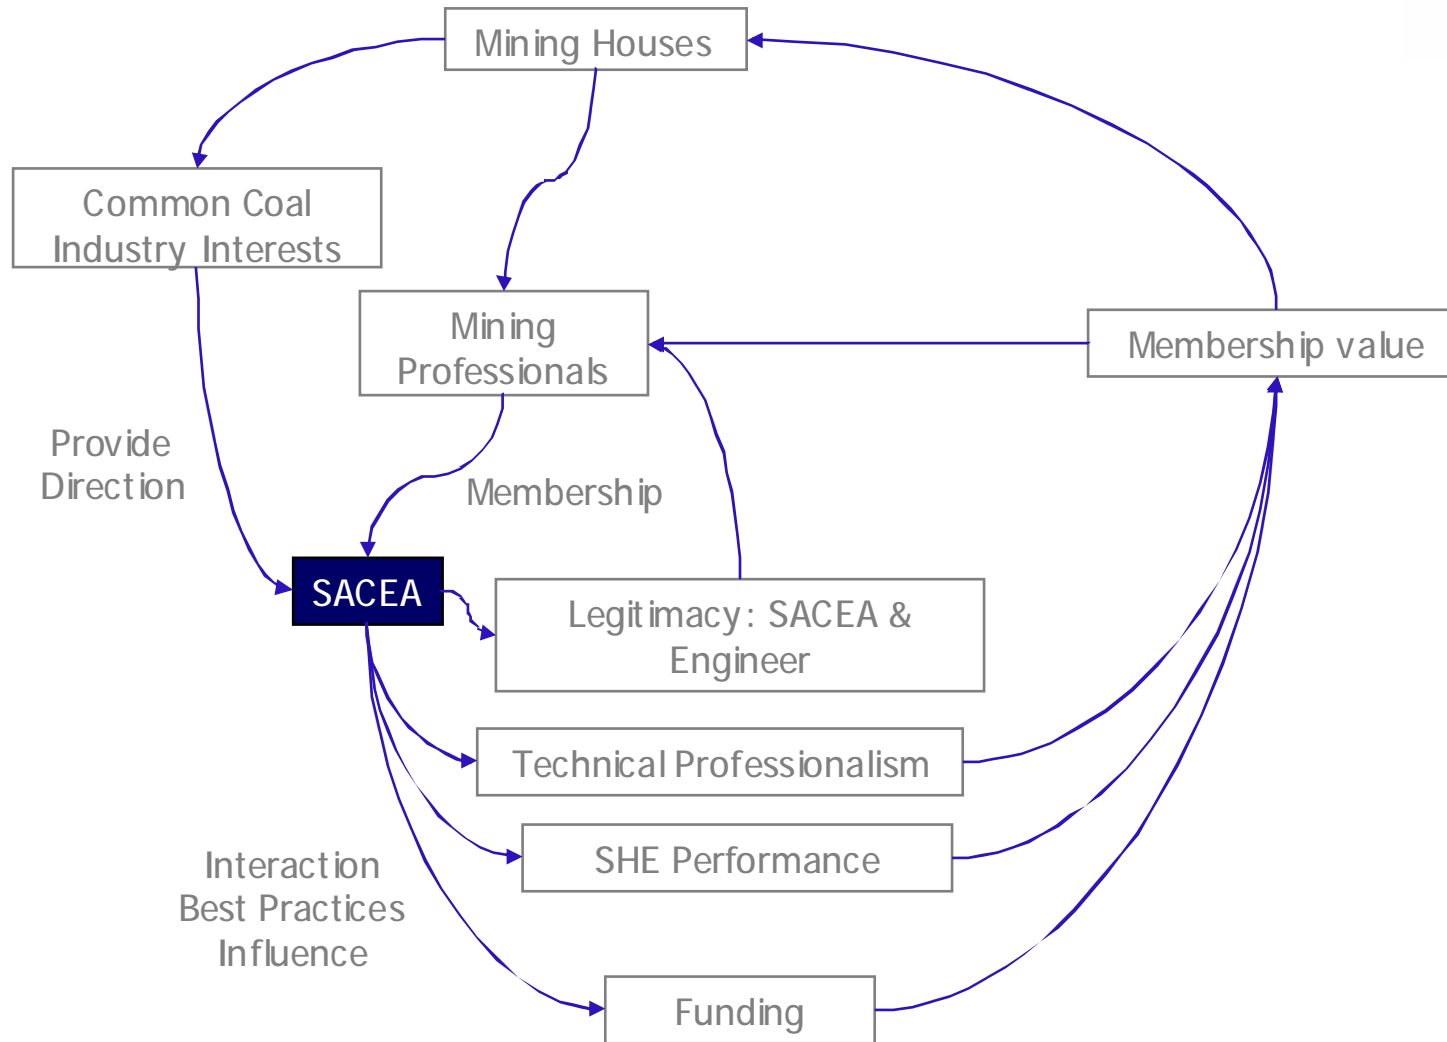 Mining Houses
Common Coal
Industry Interests
Mining
Professionals
Membership value
Provide
Direction
Membership
SACEA
Legitimacy: SACEA &
Engineer
Technical Professionalism
SHE Performance
Interaction
Best Practices
Influence
Funding